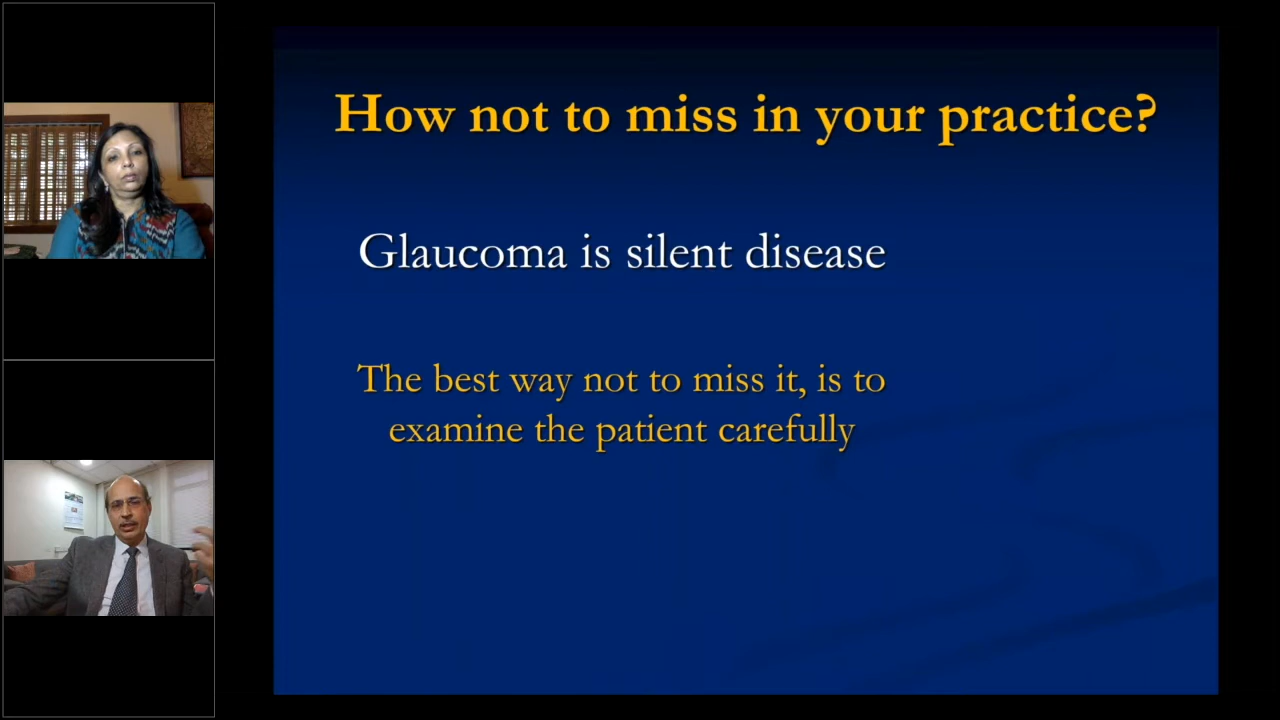 How not to miss in your practice?
Glaucoma is silent disease
The best way not to miss it, is to
examine the patient carefully